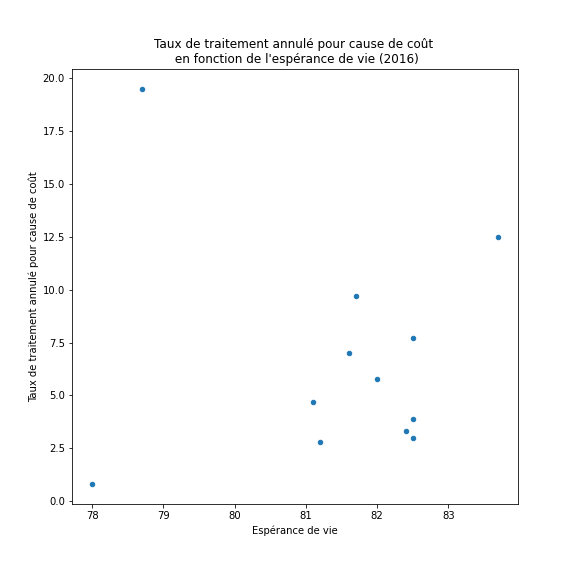 Taux de traitement annulé pour cause de coût
en fonction de l'espérance de vie (2016)
Taux de traitement annulé pour cause de coût
20.0
17.5
15.0
12.5
10.0
7.5
5.0
2.5
0.0
78 79 80 81 82 83
Espérance de vie